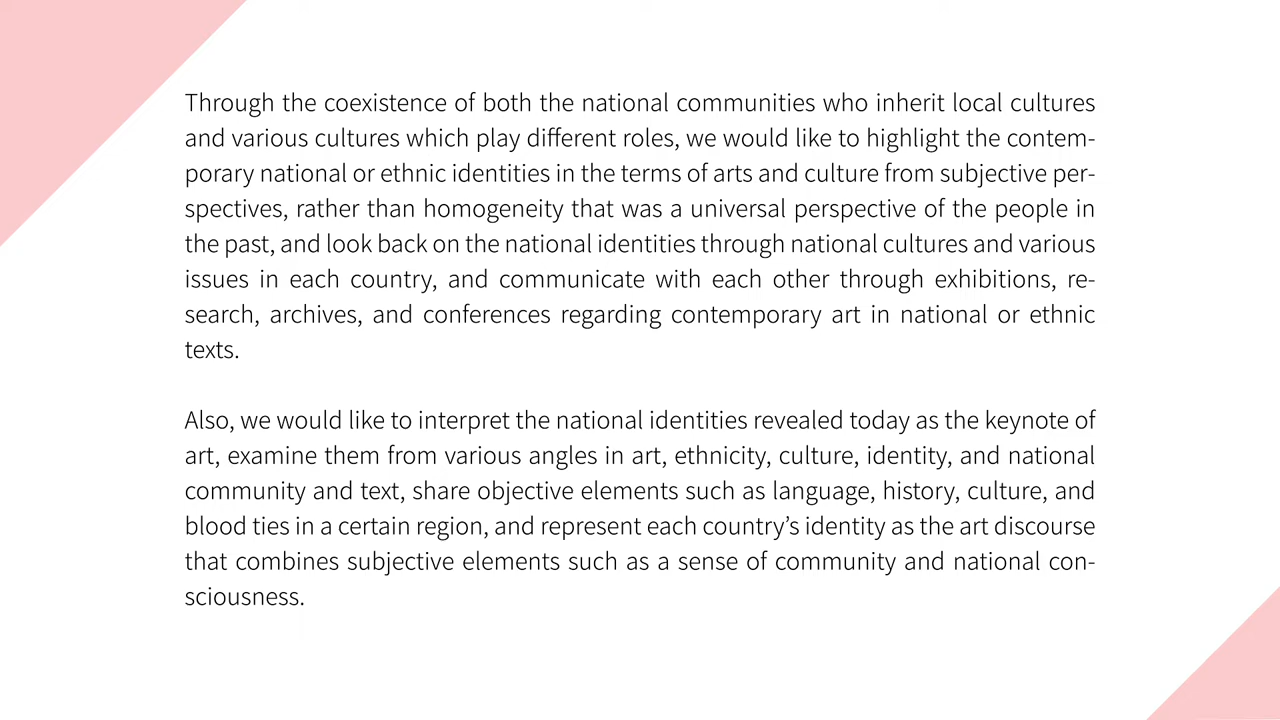 Through the coexistence of both the national communities who inherit local cultures
and various cultures which play different roles, we would like to highlight the contem-
porary national or ethnic identities in the terms of arts and culture from subjective per-
spectives, rather than homogeneity that was a universal perspective of the people in
the past, and look back on the national identities through national cultures and various
issues in each country, and communicate with each other through exhibitions, re-
search, archives, and conferences regarding contemporary art in national or ethnic
texts.
Also, we would like to interpret the national identities revealed today as the keynote of
art, examine them from various angles in art, ethnicity, culture, identity, and national
community and text, share objective elements such as language, history, culture, and
blood ties in a certain region, and represent each country’s identity as the art discourse
that combines subjective elements such as a sense of community and national con-
sciousness.